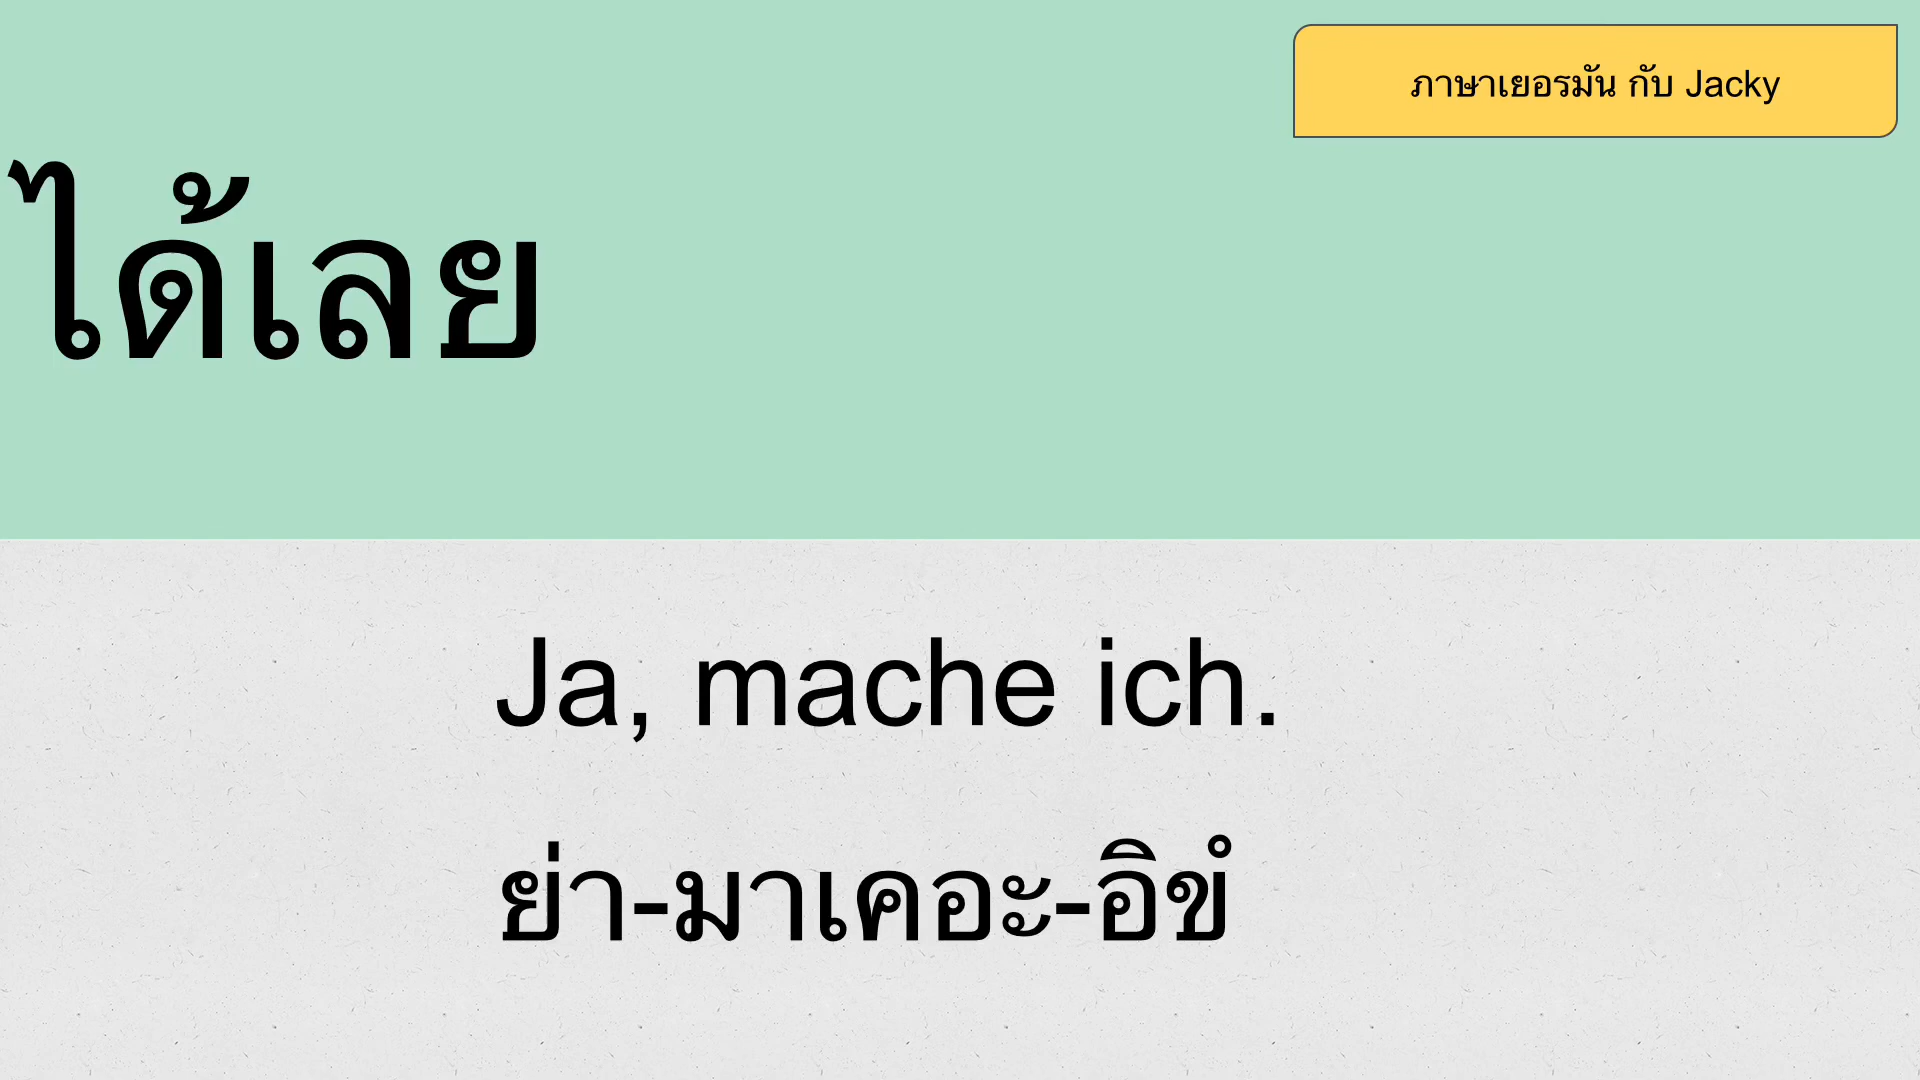 ภาษาเยอรมัน กับ Jacky
ได้เลย
Ja, mache ich.
ย่า-มาเคอะ-อิขํ